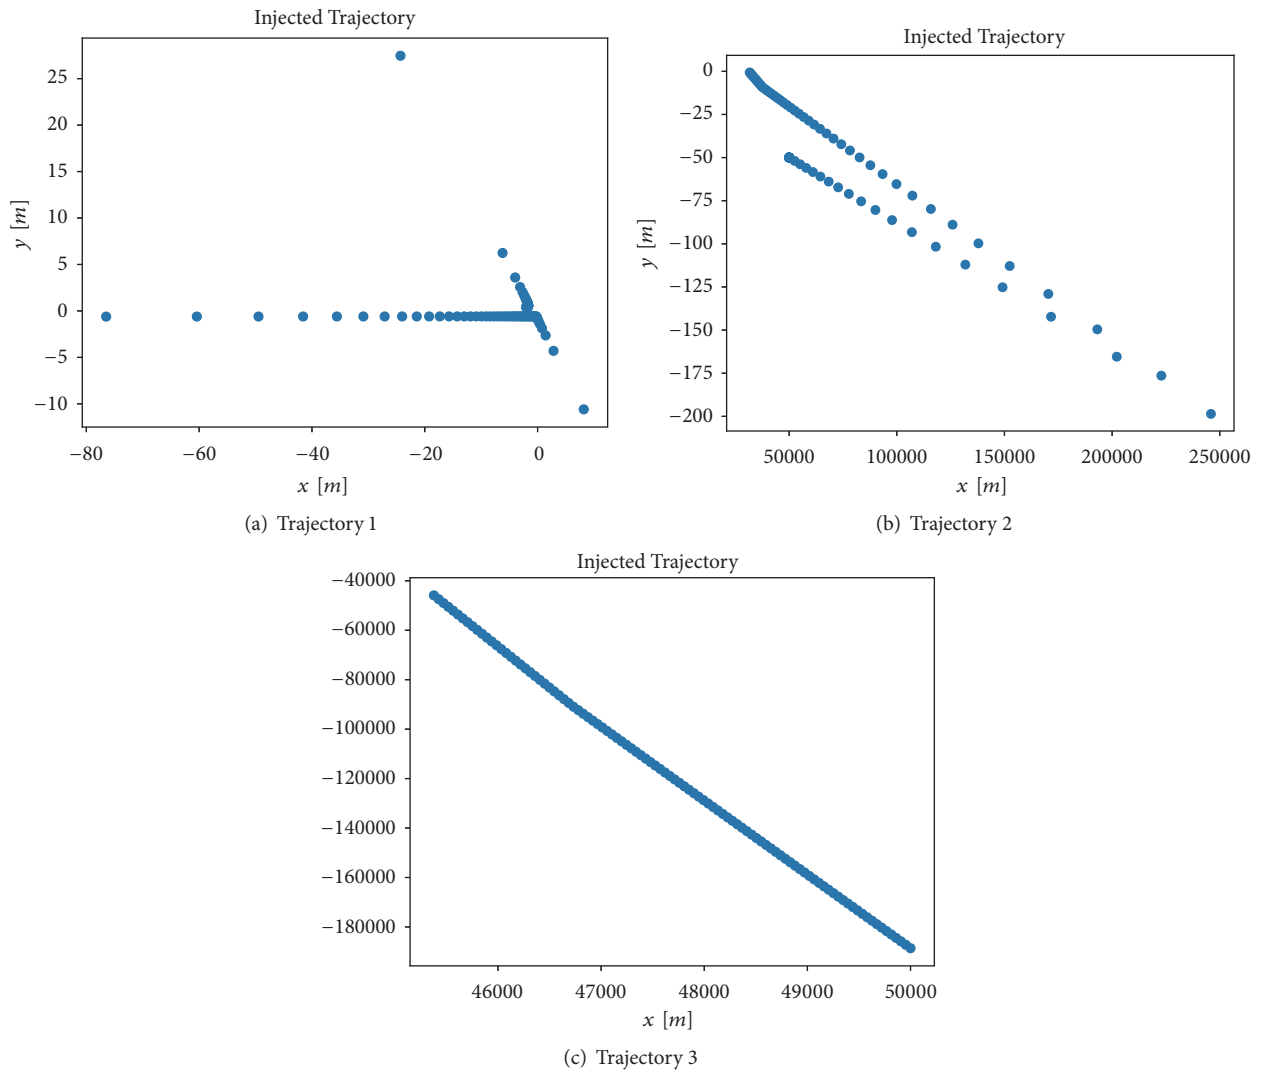 Injected Trajectory
25
20
15
10
5
0
−5
−10
y [m]
−80 −60 −40 −20 0
x [m]
(a) Trajectory 1
Injected Trajectory
0
−25
−50
−75
−100
−125
−150
−175
−200
y [m]
50000 100000 150000 200000 250000
x [m]
(b) Trajectory 2
Injected Trajectory
−40000
−60000
−80000
−100000
−120000
−140000
−160000
−180000
46000 47000 48000 49000 50000
x [m]
(c) Trajectory 3